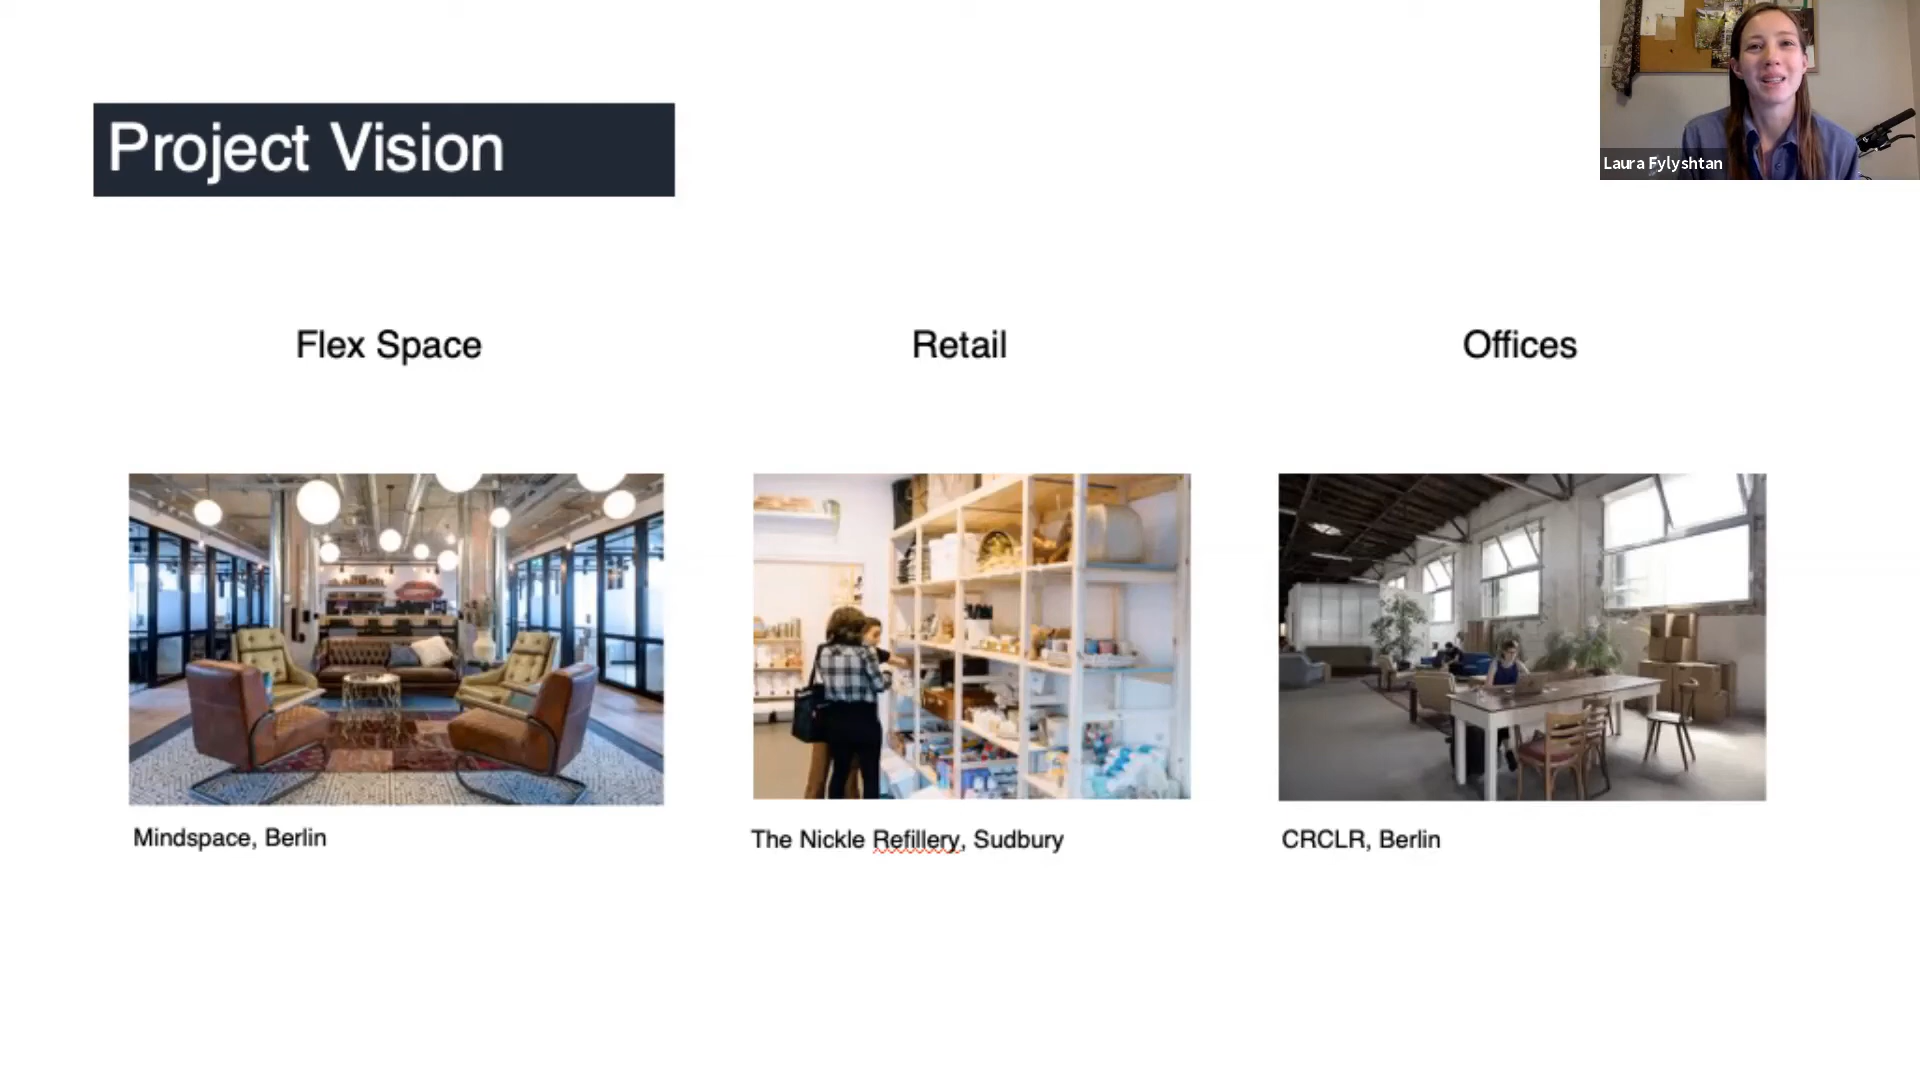 Project Vision
Laura Fylyshtan
Flex Space
Retail
Offices
Mindspace, Berlin
The Nickle Refillery, Sudbury
CRCLR, Berlin